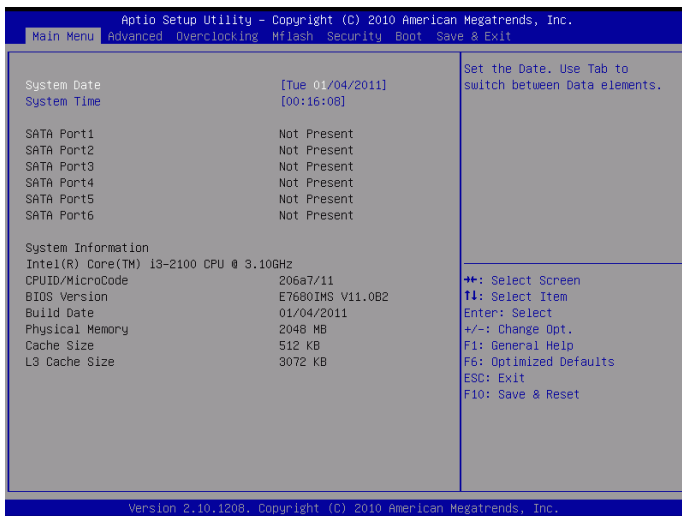 Aptio Setup Utility – Copyright (C) 2010 American Megatrends, Inc.
Main Menu Advanced Overclocking Mflash Security Boot Save & Exit
System Date [Tue 01/04/2011]
System Time [00:16:08]
SATA Port1 Not Present
SATA Port2 Not Present
SATA Port3 Not Present
SATA Port4 Not Present
SATA Port5 Not Present
SATA Port6 Not Present
System Information
Intel(R) Core(TM) i3-2100 CPU @ 3.10GHz
CPUID/MicroCode 206a7/11
BIOS Version E7680IMS V11.0B2
Build Date 01/04/2011
Physical Memory 2048 MB
Cache Size 512 KB
L3 Cache Size 3072 KB
Set the Date. Use Tab to
switch between Data elements.
→←: Select Screen
↑↓: Select Item
Enter: Select
+/-: Change Opt.
F1: General Help
F6: Optimized Defaults
ESC: Exit
F10: Save & Reset
Version 2.10.1208. Copyright (C) 2010 American Megatrends, Inc.